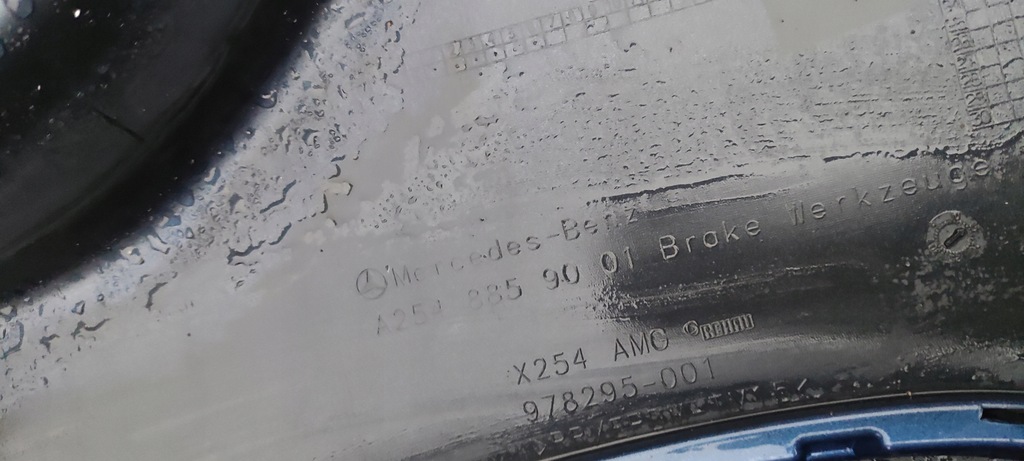 Mercedes-Benz
A254 885 90 01 Brake Werkzeuge
X254 AMG REHAU
978295-001